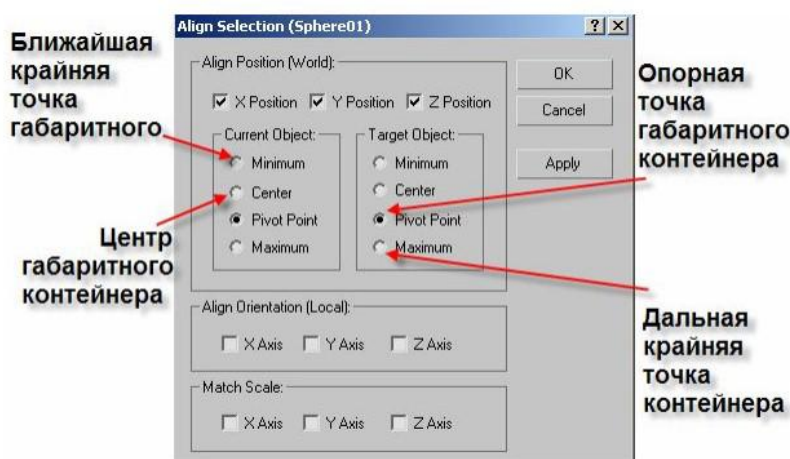 Align Selection (Sphere01)
Ближайшая
крайняя
точка
габаритного
Align Position (World):
X Position Y Position Z Position
Current Object:
Minimum
Center
Pivot Point
Maximum
Target Object:
Minimum
Center
Pivot Point
Maximum
OK
Cancel
Apply
Опорная
точка
габаритного
контейнера
Центр
габаритного
контейнера
Align Orientation (Local):
X Axis Y Axis Z Axis
Дальная
крайняя
точка
контейнера
Match Scale:
X Axis Y Axis Z Axis